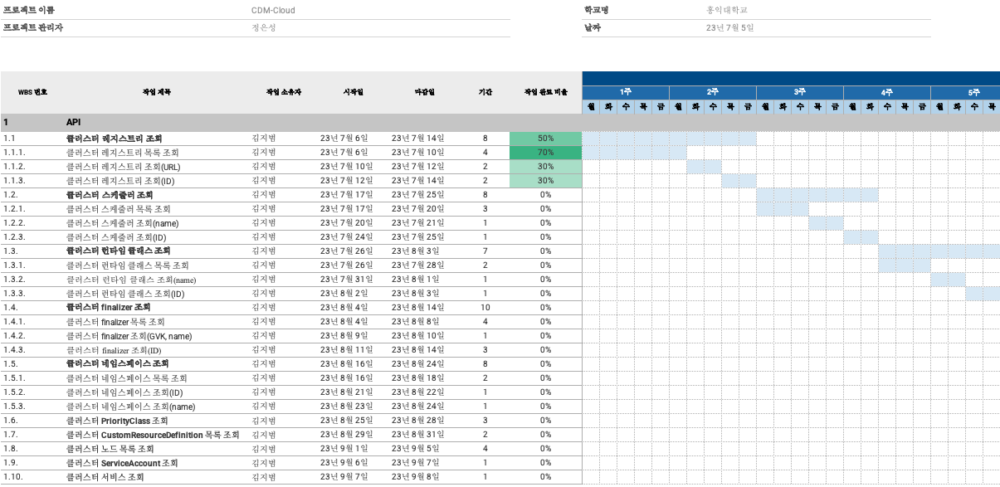 프로젝트 이름 CDM-Cloud 학교명 홍익대학교
프로젝트 관리자 정은성 날짜 23년 7월 5일
WBS 번호 작업 제목 작업 소유자 시작일 마감일 기간 작업 완료 비율 1주 2주 3주 4주 5주
월 화 수 목 금 월 화 수 목 금 월 화 수 목 금 월 화 수 목 금 월 화 수 목
1 API
1.1 클러스터 레지스트리 조회 김지범 23년 7월 6일 23년 7월 14일 8 50%
1.1.1. 클러스터 레지스트리 목록 조회 김지범 23년 7월 6일 23년 7월 10일 4 70%
1.1.2. 클러스터 레지스트리 조회(URL) 김지범 23년 7월 10일 23년 7월 12일 2 30%
1.1.3. 클러스터 레지스트리 조회(ID) 김지범 23년 7월 12일 23년 7월 14일 2 30%
1.2. 클러스터 스케줄러 조회 김지범 23년 7월 17일 23년 7월 25일 8 0%
1.2.1. 클러스터 스케줄러 목록 조회 김지범 23년 7월 17일 23년 7월 20일 3 0%
1.2.2. 클러스터 스케줄러 조회(name) 김지범 23년 7월 20일 23년 7월 21일 1 0%
1.2.3. 클러스터 스케줄러 조회(ID) 김지범 23년 7월 24일 23년 7월 25일 1 0%
1.3. 클러스터 런타임 클래스 조회 김지범 23년 7월 26일 23년 8월 3일 7 0%
1.3.1. 클러스터 런타임 클래스 목록 조회 김지범 23년 7월 26일 23년 7월 28일 2 0%
1.3.2. 클러스터 런타임 클래스 조회(name) 김지범 23년 7월 31일 23년 8월 1일 1 0%
1.3.3. 클러스터 런타임 클래스 조회(ID) 김지범 23년 8월 2일 23년 8월 3일 1 0%
1.4. 클러스터 finalizer 조회 김지범 23년 8월 4일 23년 8월 14일 10 0%
1.4.1. 클러스터 finalizer 목록 조회 김지범 23년 8월 4일 23년 8월 8일 4 0%
1.4.2. 클러스터 finalizer 조회(GVK, name) 김지범 23년 8월 9일 23년 8월 10일 1 0%
1.4.3. 클러스터 finalizer 조회(ID) 김지범 23년 8월 11일 23년 8월 14일 3 0%
1.5. 클러스터 네임스페이스 조회 김지범 23년 8월 16일 23년 8월 24일 8 0%
1.5.1. 클러스터 네임스페이스 목록 조회 김지범 23년 8월 16일 23년 8월 18일 2 0%
1.5.2. 클러스터 네임스페이스 조회(ID) 김지범 23년 8월 21일 23년 8월 22일 1 0%
1.5.3. 클러스터 네임스페이스 조회(name) 김지범 23년 8월 23일 23년 8월 24일 1 0%
1.6. 클러스터 PriorityClass 조회 김지범 23년 8월 25일 23년 8월 28일 3 0%
1.7. 클러스터 CustomResourceDefinition 목록 조회 김지범 23년 8월 29일 23년 8월 31일 2 0%
1.8. 클러스터 노드 목록 조회 김지범 23년 9월 1일 23년 9월 5일 4 0%
1.9. 클러스터 ServiceAccount 조회 김지범 23년 9월 6일 23년 9월 7일 1 0%
1.10. 클러스터 서비스 조회 김지범 23년 9월 7일 23년 9월 8일 1 0%